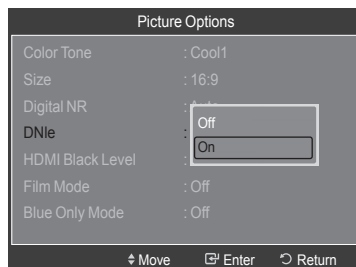 Picture Options
Color Tone : Cool1
Size : 16:9
Digital NR :
DNIe :
Off
On
HDMI Black Level :
Film Mode : Off
Blue Only Mode : Off
Move Enter Return